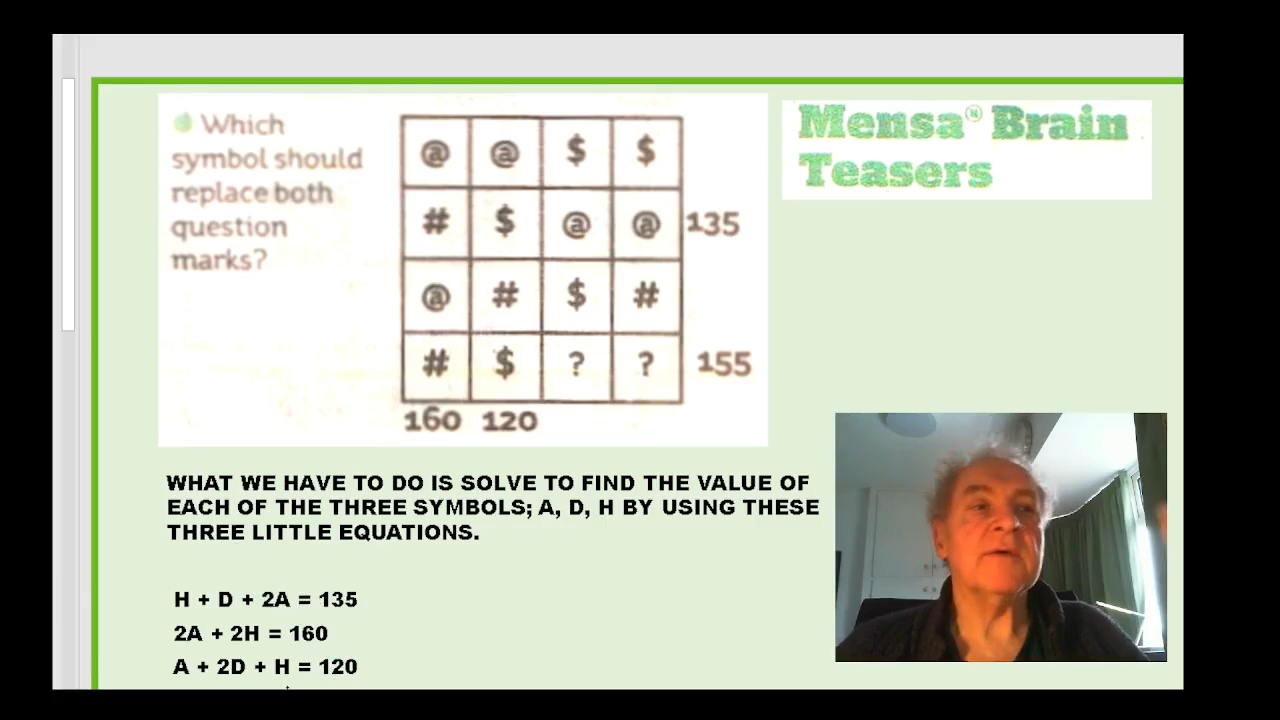 Which
symbol should
replace both
question
marks?
@ @ $ $
# $ @ @ 135
@ # $ #
# $ ? ? 155
160 120
Mensa® Brain
Teasers
WHAT WE HAVE TO DO IS SOLVE TO FIND THE VALUE OF
EACH OF THE THREE SYMBOLS; A, D, H BY USING THESE
THREE LITTLE EQUATIONS.
H + D + 2A = 135
2A + 2H = 160
A + 2D + H = 120